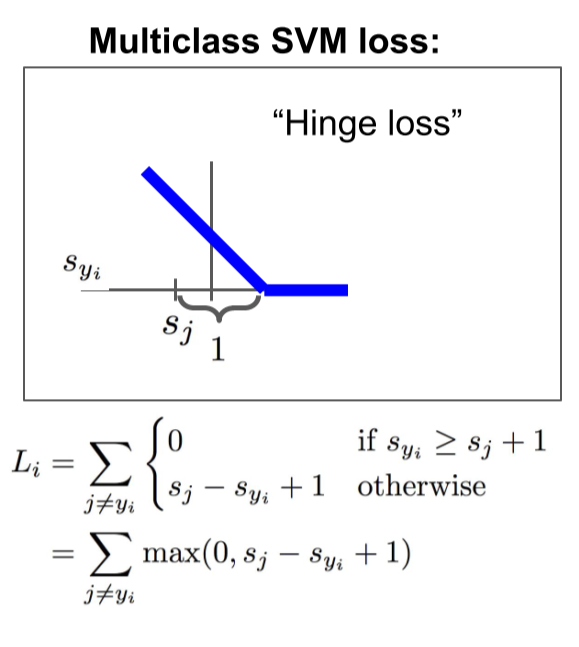 Multiclass SVM loss:
“Hinge loss”
s_{y_i}
s_j
1
L_i = \sum_{j \neq y_i} \begin{cases} 0 & \text{if } s_{y_i} \geq s_j + 1 \\ s_j - s_{y_i} + 1 & \text{otherwise} \end{cases}
= \sum_{j \neq y_i} \max(0, s_j - s_{y_i} + 1)